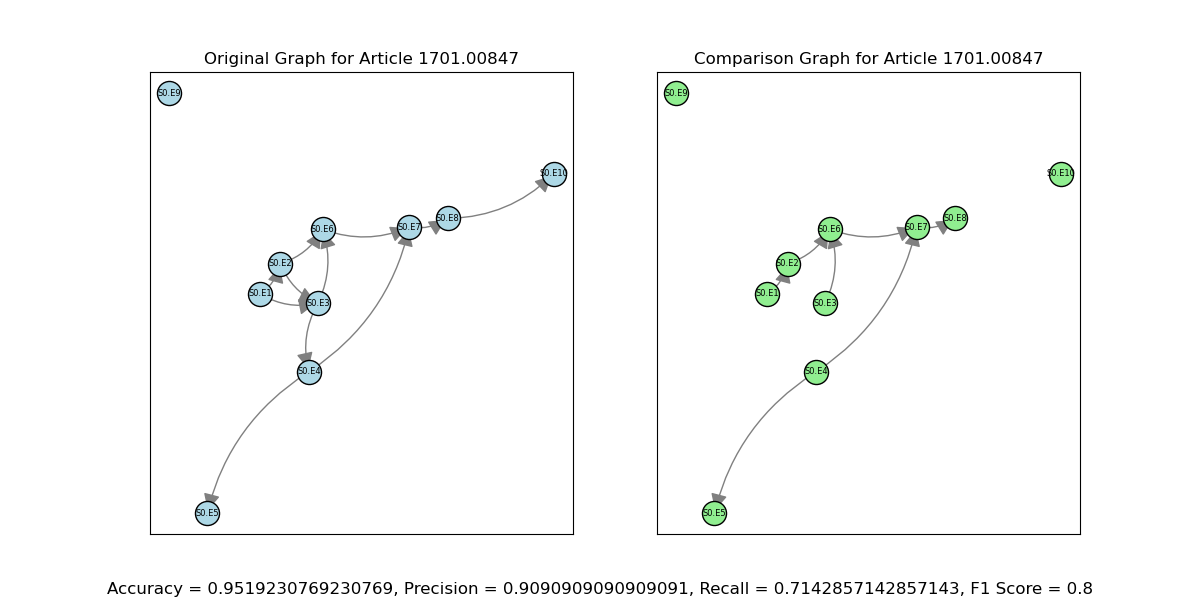 Original Graph for Article 1701.00847
S0.E9
S0.E10
S0.E8
S0.E7
S0.E6
S0.E2
S0.E1
S0.E3
S0.E4
S0.E5
Comparison Graph for Article 1701.00847
S0.E9
S0.E10
S0.E8
S0.E7
S0.E6
S0.E2
S0.E1
S0.E3
S0.E4
S0.E5
Accuracy = 0.9519230769230769, Precision = 0.9090909090909091, Recall = 0.7142857142857143, F1 Score = 0.8